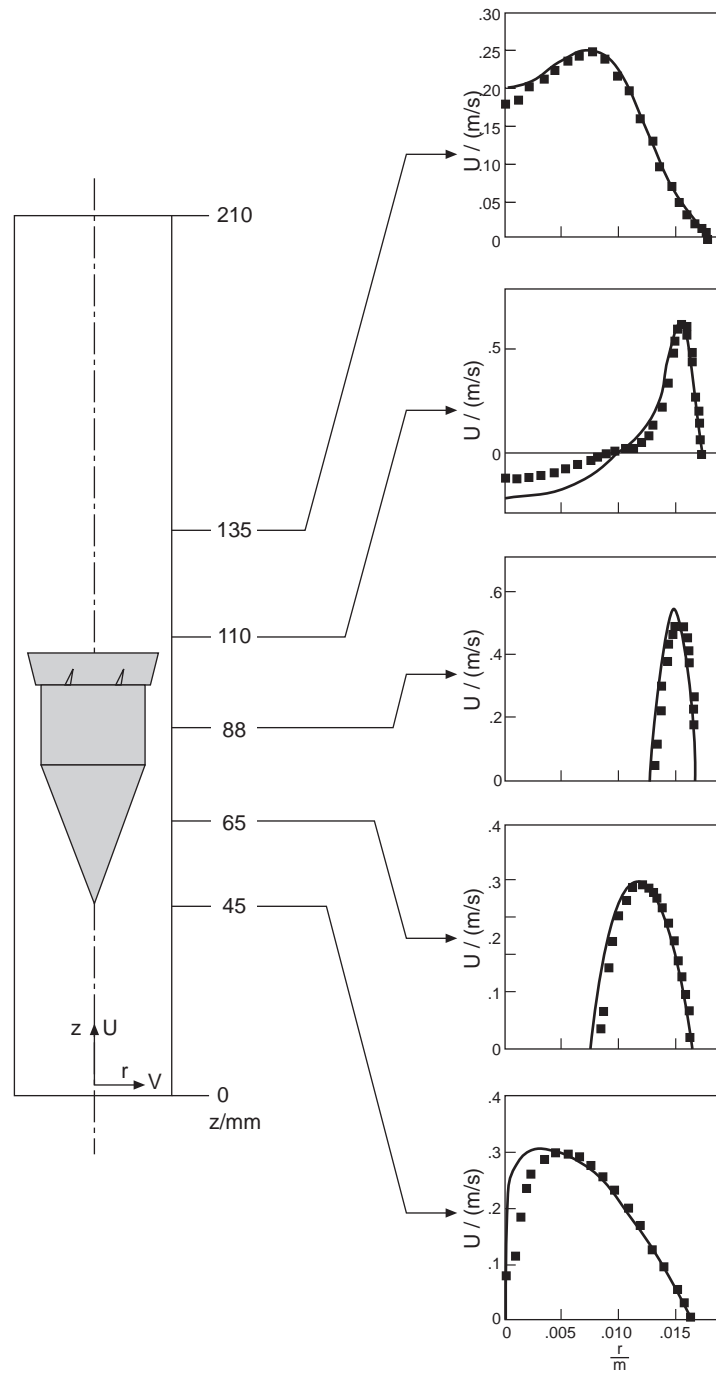 210
135
110
88
65
45
z U
r V
0
z/mm
.30
.25
.20
.15
.10
.05
0
U / (m/s)
.5
0
U / (m/s)
.6
.4
.2
0
U / (m/s)
.4
.3
.2
.1
0
U / (m/s)
.4
.3
.2
.1
0
U / (m/s)
0 .005 .010 .015
r
m